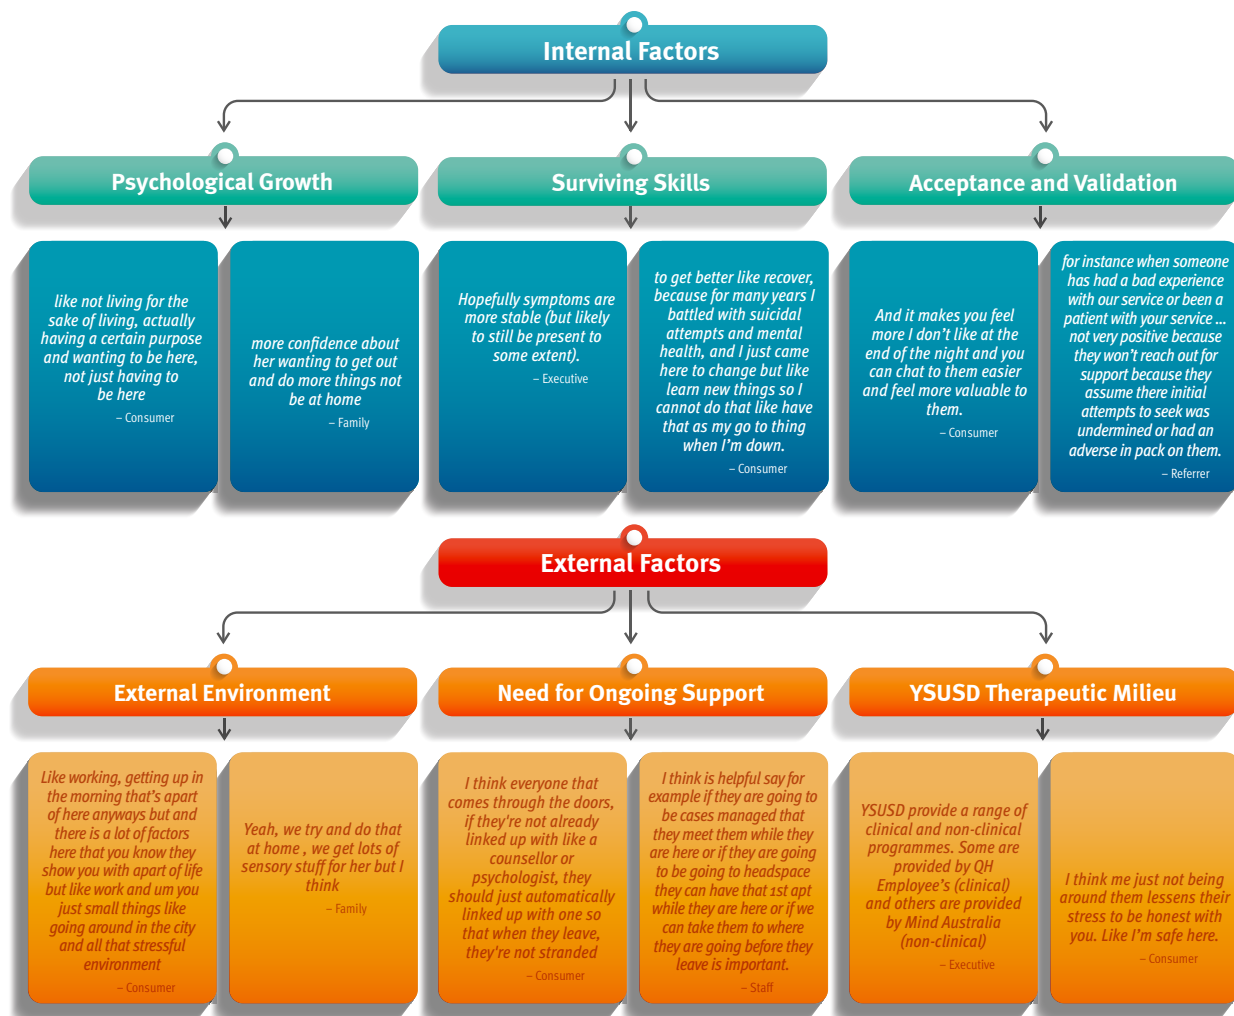 Internal Factors
Psychological Growth
Surviving Skills
Acceptance and Validation
like not living for the
sake of living, actually
having a certain purpose
and wanting to be here,
not just having to
be here
– Consumer
more confidence about
her wanting to get out
and do more things not
be at home
– Family
Hopefully symptoms are
more stable (but likely
to still be present to
some extent).
– Executive
to get better like recover,
because for many years I
battled with suicidal
attempts and mental
health, and I just came
here to change but like
learn new things so I
cannot do that like have
that as my go to thing
when I'm down.
– Consumer
And it makes you feel
more I don't like at the
end of the night and you
can chat to them easier
and feel more valuable to
them.
– Consumer
for instance when someone
has had a bad experience
with our service or been a
patient with your service ...
not very positive because
they won't reach out for
support because they
assume there initial
attempts to seek was
undermined or had an
adverse in pack on them.
– Referrer
External Factors
External Environment
Need for Ongoing Support
YSUSD Therapeutic Milieu
Like working, getting up in
the morning that's apart
of here anyways but and
there is a lot of factors
here that you know they
show you with apart of life
but like work and um you
just small things like
going around in the city
and all that stressful
environment
– Consumer
Yeah, we try and do that
at home , we get lots of
sensory stuff for her but I
think
– Family
I think everyone that
comes through the doors,
if they're not already
linked up with like a
counsellor or
psychologist, they
should just automatically
linked up with one so
that when they leave,
they're not stranded
– Consumer
I think is helpful say for
example if they are going to
be cases managed that
they meet them while they
are here or if they are going
to be going to headspace
they can have that 1st apt
while they are here or if we
can take them to where
they are going before they
leave is important.
– Staff
YSUSD provide a range of
clinical and non-clinical
programmes. Some are
provided by QH
Employee's (clinical)
and others are provided
by Mind Australia
(non-clinical)
– Executive
I think me just not being
around them lessens their
stress to be honest with
you. Like I'm safe here.
– Consumer